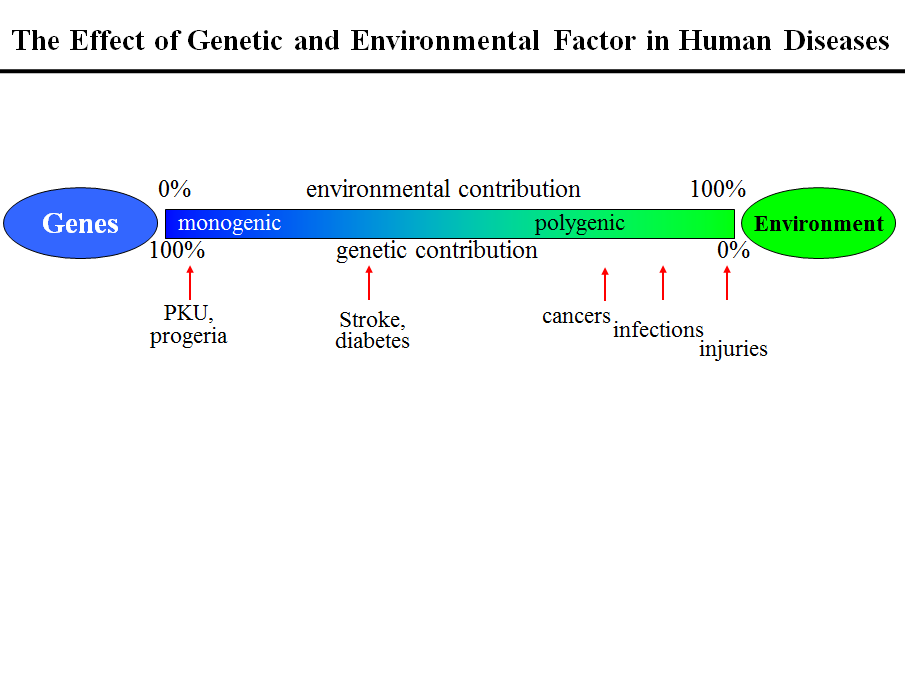 The Effect of Genetic and Environmental Factor in Human Diseases
0% environmental contribution 100%
Genes monogenic polygenic Environment
100% genetic contribution 0%
PKU,
progeria
Stroke,
diabetes
cancers
infections
injuries